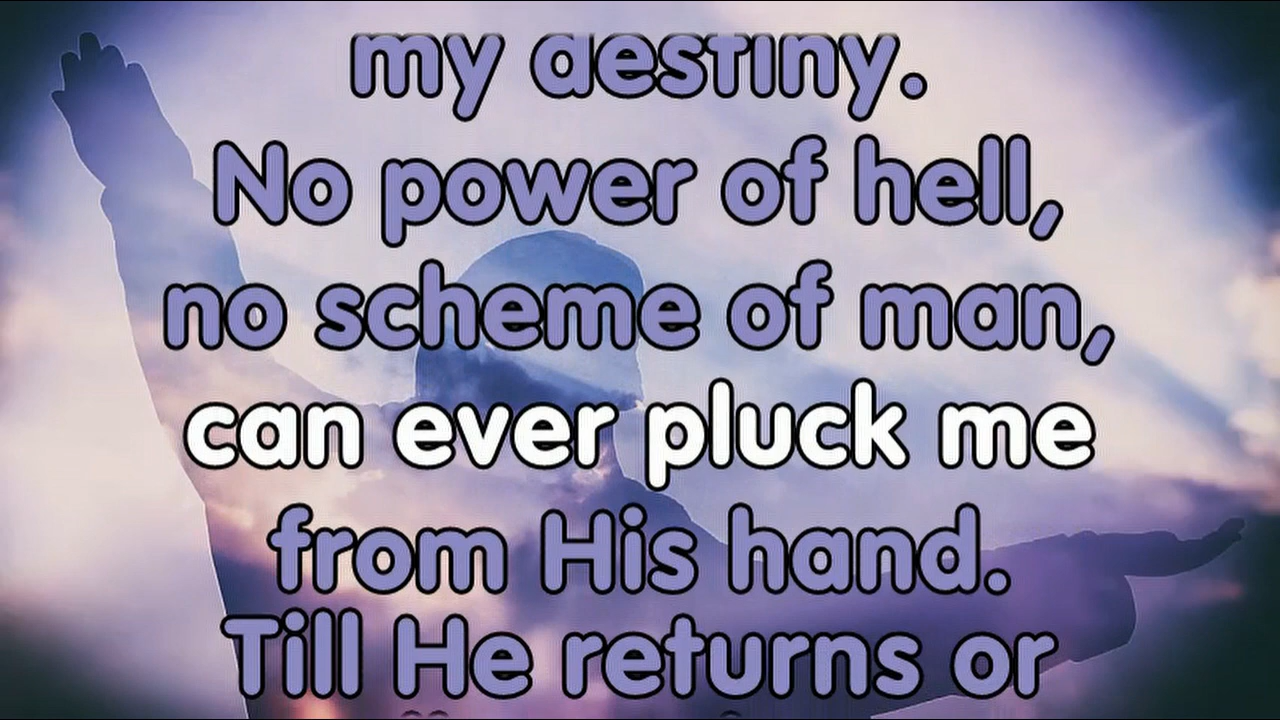 my destiny.
No power of hell,
no scheme of man,
can ever pluck me
from His hand.
Till He returns or